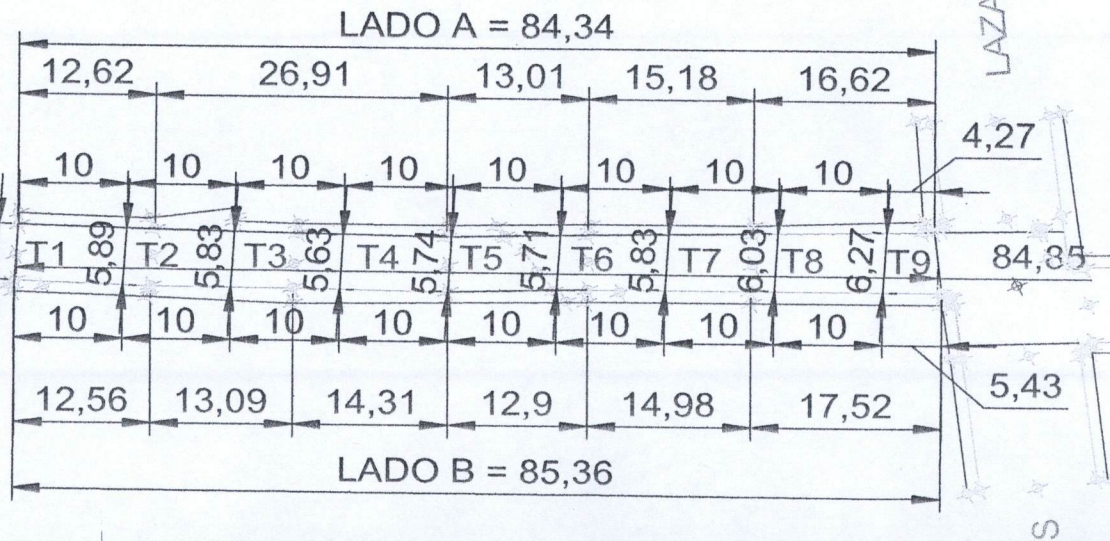 LADO A = 84,34
LAZA
12,62 26,91 13,01 15,18 16,62
4,27
10 10 10 10 10 10 10 10
T1 5,89 T2 5,83 T3 5,63 T4 5,74 T5 5,71 T6 5,83 T7 6,03 T8 6,27 T9 84,85
10 10 10 10 10 10 10 10
5,43
12,56 13,09 14,31 12,9 14,98 17,52
LADO B = 85,36
S